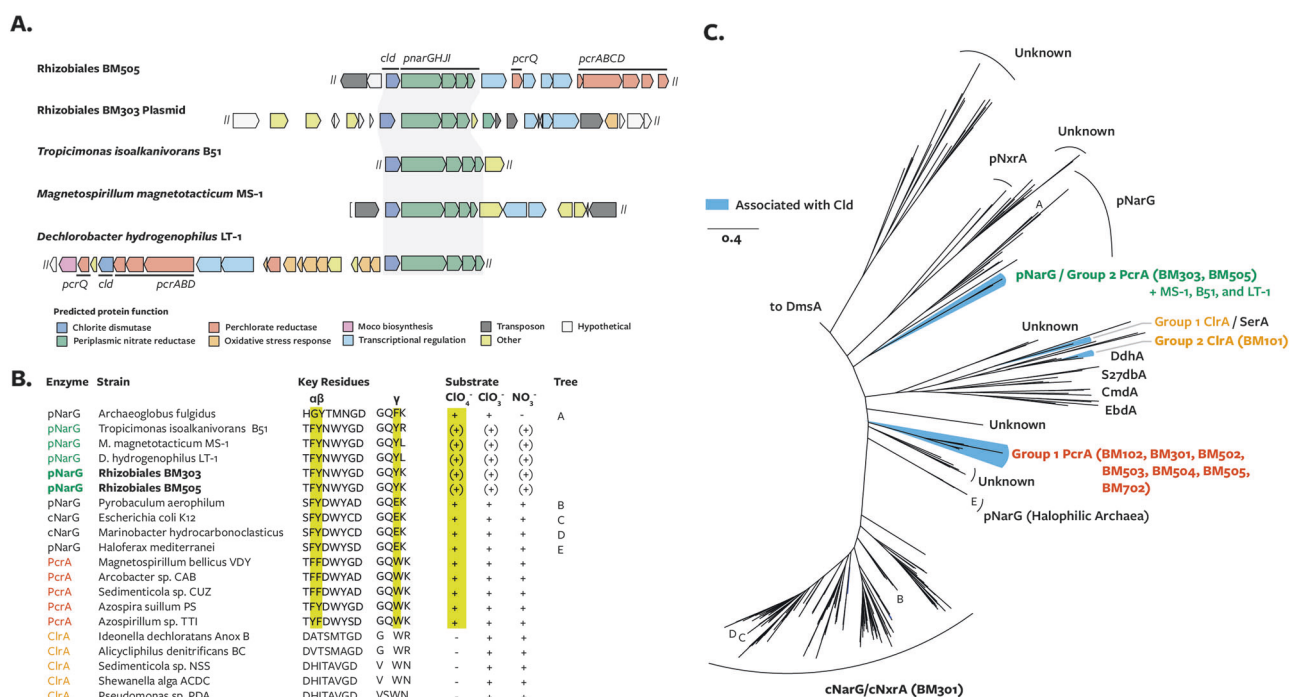 A.
cld pnarGHJI pcrQ pcrABCD
Rhizobiales BM505
//
//
Rhizobiales BM303 Plasmid
//
//
Tropicimonas isoalkanivorans B51
//
//
Magnetospirillum magnetotacticum MS-1
//
Dechlorobacter hydrogenophilus LT-1
//
//
pcrQ cld pcrABD
Predicted protein function
Chlorite dismutase Perchlorate reductase Moco biosynthesis Transposon Hypothetical
Periplasmic nitrate reductase Oxidative stress response Transcriptional regulation Other
B.
Enzyme Strain Key Residues Substrate Tree
αβ γ ClO4- ClO3- NO3-
pNarG Archaeoglobus fulgidus HGYTMNGD GQFK + + - A
pNarG Tropicimonas isoalkanivorans B51 TFYNWYGD GQYR (+) (+) (+)
pNarG M. magnetotacticum MS-1 TFYNWYGD GQYL (+) (+) (+)
pNarG D. hydrogenophilus LT-1 TFYNWYGD GQYL (+) (+) (+)
pNarG Rhizobiales BM303 TFYNWYGD GQYK (+) (+) (+)
pNarG Rhizobiales BM505 TFYNWYGD GQYK (+) (+) (+)
pNarG Pyrobaculum aerophilum SFYDWYAD GQEK + + + B
cNarG Escherichia coli K12 SFYDWYCD GQEK + + + C
cNarG Marinobacter hydrocarbonoclasticus SFYDWYCD GQEK + + + D
pNarG Haloferax mediterranei SFYDWYSD GQEK + + + E
PcrA Magnetospirillum bellicus VDY TFFDWYGD GQWK + + +
PcrA Arcobacter sp. CAB TFFDWYAD GQWK + + +
PcrA Sedimenticola sp. CUZ TFFDWYAD GQWK + + +
PcrA Azospira suillum PS TFYDWYGD GQWK + + +
PcrA Azospirillum sp. TTI TYFDWYSD GQWK + + +
ClrA Ideonella dechloratans Anox B DATSMTGD G WR - + +
ClrA Alicycliphilus denitrificans BC DVTSMAGD G WR - + +
ClrA Sedimenticola sp. NSS DHITAVGD V WN - + +
ClrA Shewanella alga ACDC DHITAVGD V WN - + +
ClrA Pseudomonas sp. PDA DHITAVGD VSWN - + +
C.
Unknown
Unknown
pNxrA
A
pNarG
Associated with Cld
0.4
pNarG / Group 2 PcrA (BM303, BM505)
+ MS-1, B51, and LT-1
to DmsA
Unknown
Group 1 ClrA / SerA
Group 2 ClrA (BM101)
DdhA
S27dbA
CmdA
EbdA
Unknown
Group 1 PcrA (BM102, BM301, BM502,
BM503, BM504, BM505,
BM702)
Unknown
E
pNarG (Halophilic Archaea)
B
D C
cNarG/cNxrA (BM301)